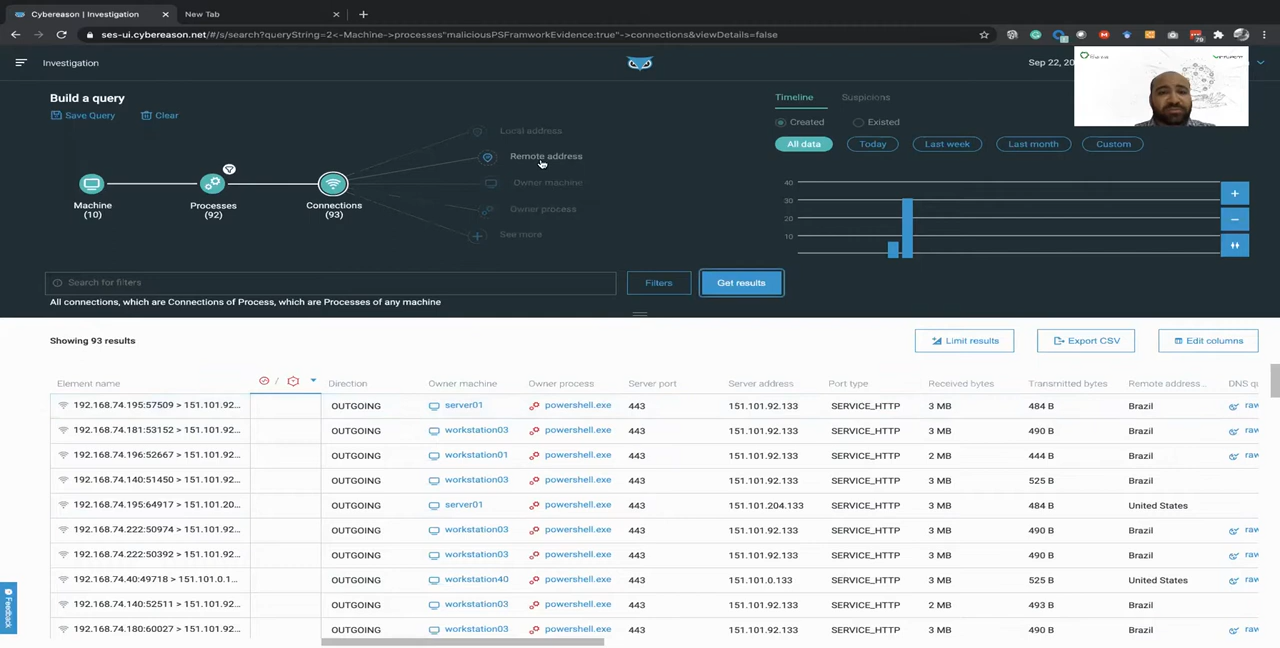 Cybereason | Investigation
New Tab
ses-ui.cybereason.net/#/s/search?queryString=2<-Machine->processes"maliciousPSFramworkEvidence:true"->connections&viewDetails=false
Investigation
Sep 22, 20
Build a query
Save Query
Clear
Timeline
Suspicions
Created
Existed
All data
Today
Last week
Last month
Custom
Local address
Remote address
Owner machine
Owner process
See more
Machine
(10)
Processes
(92)
Connections
(93)
40
30
20
10
Search for filters
Filters
Get results
All connections, which are Connections of Process, which are Processes of any machine
Showing 93 results
Limit results
Export CSV
Edit columns
Element name / Direction Owner machine Owner process Server port Server address Port type Received bytes Transmitted bytes Remote address... DNS qu
192.168.74.195:57509 > 151.101.92... OUTGOING server01 powershell.exe 443 151.101.92.133 SERVICE_HTTP 3 MB 484 B Brazil raw
192.168.74.181:53152 > 151.101.92... OUTGOING workstation03 powershell.exe 443 151.101.92.133 SERVICE_HTTP 3 MB 490 B Brazil raw
192.168.74.196:52667 > 151.101.92... OUTGOING workstation01 powershell.exe 443 151.101.92.133 SERVICE_HTTP 2 MB 444 B Brazil raw
192.168.74.140:51450 > 151.101.92... OUTGOING workstation03 powershell.exe 443 151.101.92.133 SERVICE_HTTP 3 MB 525 B Brazil
192.168.74.195:64917 > 151.101.20... OUTGOING server01 powershell.exe 443 151.101.204.133 SERVICE_HTTP 3 MB 484 B United States
192.168.74.222:50974 > 151.101.92... OUTGOING workstation03 powershell.exe 443 151.101.92.133 SERVICE_HTTP 3 MB 490 B Brazil raw
192.168.74.222:50392 > 151.101.92... OUTGOING workstation03 powershell.exe 443 151.101.92.133 SERVICE_HTTP 3 MB 490 B Brazil raw
192.168.74.40:49718 > 151.101.0.1... OUTGOING workstation40 powershell.exe 443 151.101.0.133 SERVICE_HTTP 3 MB 525 B United States raw
192.168.74.140:52511 > 151.101.92... OUTGOING workstation03 powershell.exe 443 151.101.92.133 SERVICE_HTTP 2 MB 493 B Brazil raw
192.168.74.180:60027 > 151.101.92... OUTGOING workstation03 powershell.exe 443 151.101.92.133 SERVICE_HTTP 3 MB 490 B Brazil raw
Feedback